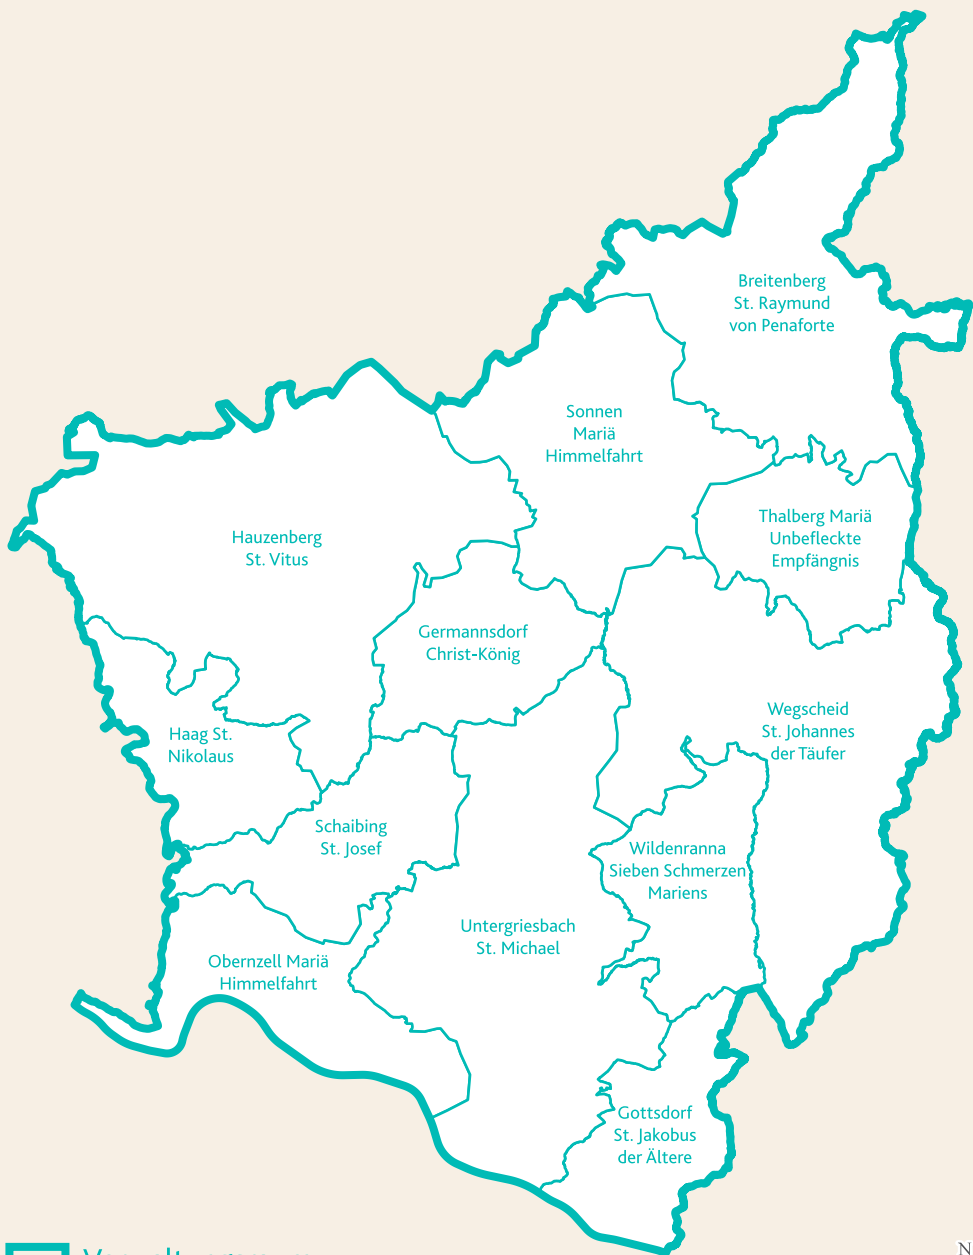 Breitenberg
St. Raymund
von Penaforte
Sonnen
Mariä
Himmelfahrt
Thalberg Mariä
Unbefleckte
Empfängnis
Hauzenberg
St. Vitus
Germannsdorf
Christ-König
Wegscheid
St. Johannes
der Täufer
Haag St.
Nikolaus
Schaibing
St. Josef
Wildenranna
Sieben Schmerzen
Mariens
Untergriesbach
St. Michael
Obernzell Mariä
Himmelfahrt
Gottsdorf
St. Jakobus
der Ältere
N